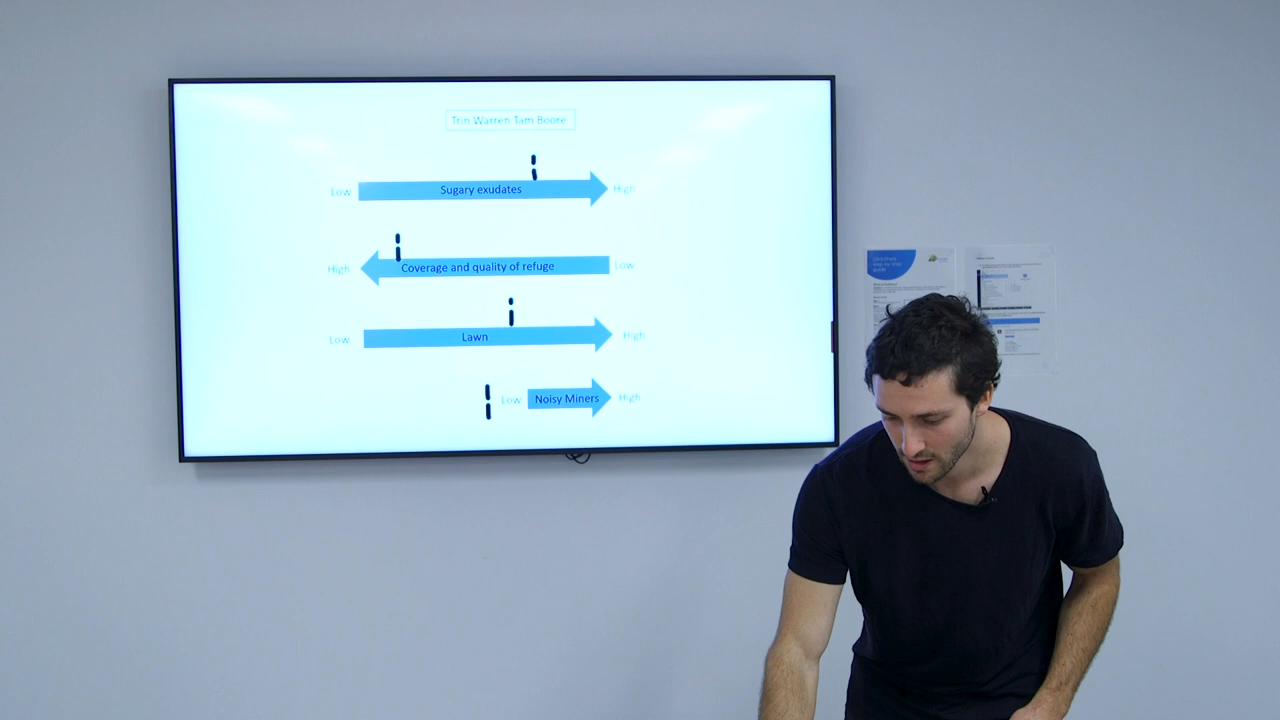 Trin Warren Tam Boore
Low Sugary exudates High
High Coverage and quality of refuge Low
Low Lawn High
Low Noisy Miners High